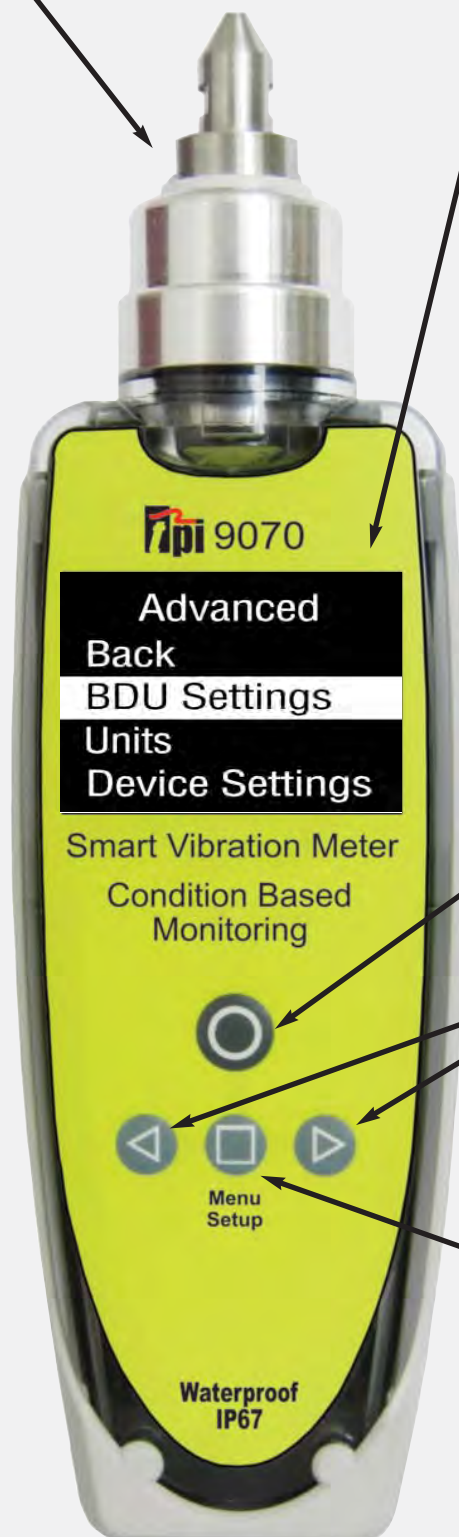 tpi 9070
Advanced
Back
BDU Settings
Units
Device Settings
Smart Vibration Meter
Condition Based
Monitoring
Menu
Setup
Waterproof
IP67